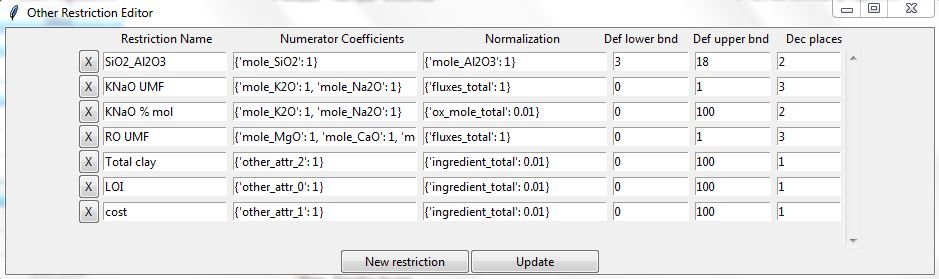 Other Restriction Editor
Restriction Name Numerator Coefficients Normalization Def lower bnd Def upper bnd Dec places
X SiO2_Al2O3 {'mole_SiO2': 1} {'mole_Al2O3': 1} 3 18 2
X KNaO UMF {'mole_K2O': 1, 'mole_Na2O': 1} {'fluxes_total': 1} 0 1 3
X KNaO % mol {'mole_K2O': 1, 'mole_Na2O': 1} {'ox_mole_total': 0.01} 0 100 2
X RO UMF {'mole_MgO': 1, 'mole_CaO': 1, 'm {'fluxes_total': 1} 0 1 3
X Total clay {'other_attr_2': 1} {'ingredient_total': 0.01} 0 100 1
X LOI {'other_attr_0': 1} {'ingredient_total': 0.01} 0 100 1
X cost {'other_attr_1': 1} {'ingredient_total': 0.01} 0 100 1
New restriction Update